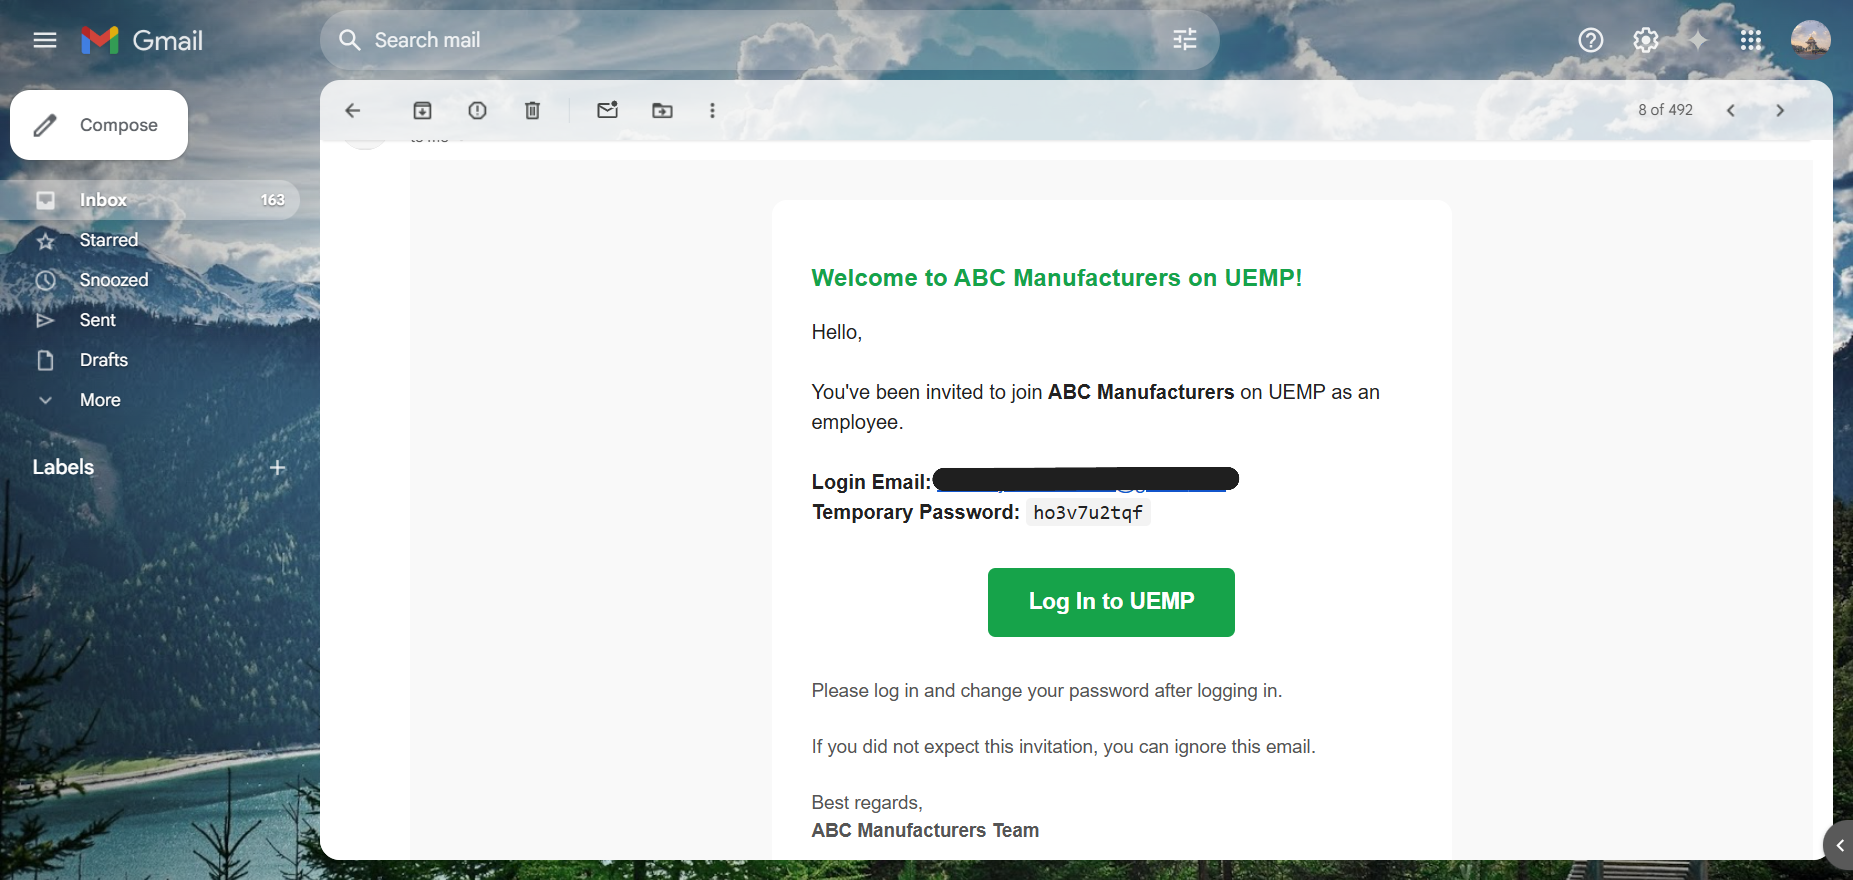 Gmail
Search mail
Compose
8 of 492
Inbox 163
Starred
Snoozed
Sent
Drafts
More
Labels
Welcome to ABC Manufacturers on UEMP!
Hello,
You've been invited to join ABC Manufacturers on UEMP as an
employee.
Login Email:
Temporary Password: ho3v7u2tqf
Log In to UEMP
Please log in and change your password after logging in.
If you did not expect this invitation, you can ignore this email.
Best regards,
ABC Manufacturers Team